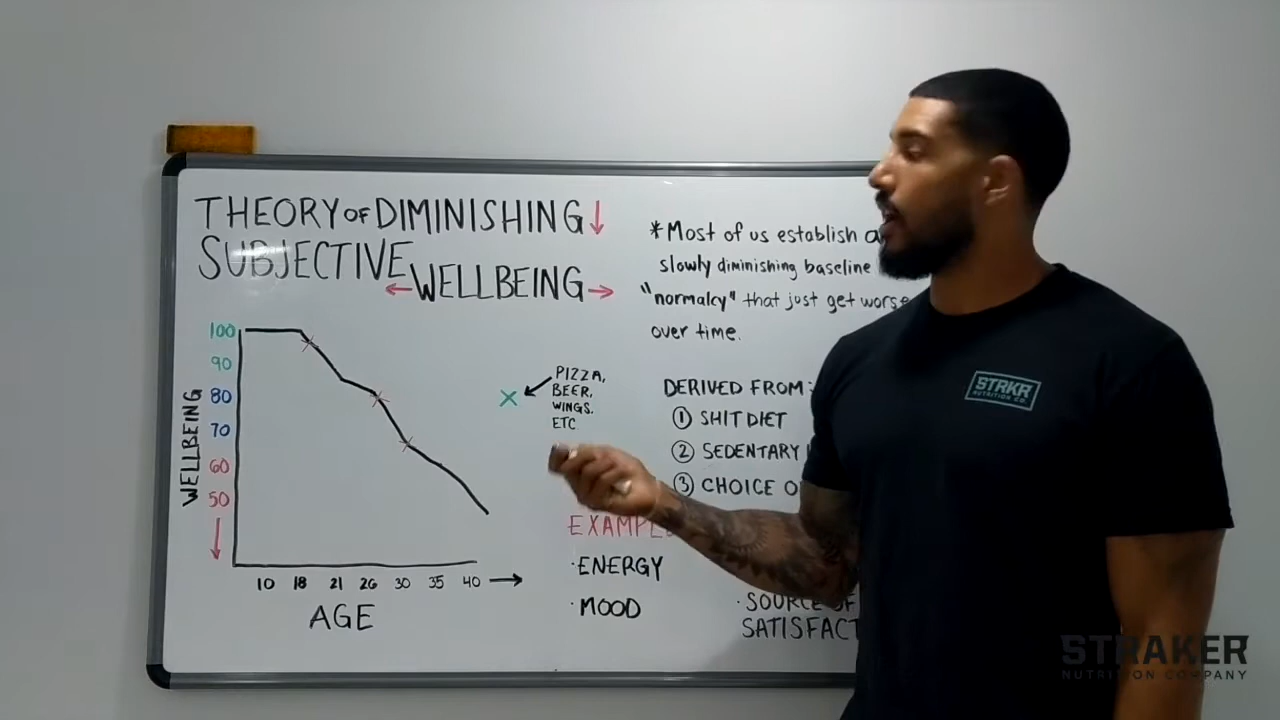 THEORY OF DIMINISHING ↓
SUBJECTIVE
← WELLBEING →
100
90
80
70
60
50
WELLBEING
10 18 21 26 30 35 40
AGE
PIZZA,
BEER,
WINGS.
ETC
*Most of us establish a
slowly diminishing baseline
"normalcy" that just get worse
over time.
DERIVED FROM:
① SHIT DIET
② SEDENTARY
③ CHOICE
·ENERGY
·MOOD
·SOURCE OF
STRKR
NUTRITION CO.
STRAKER
NUTRITION COMPANY